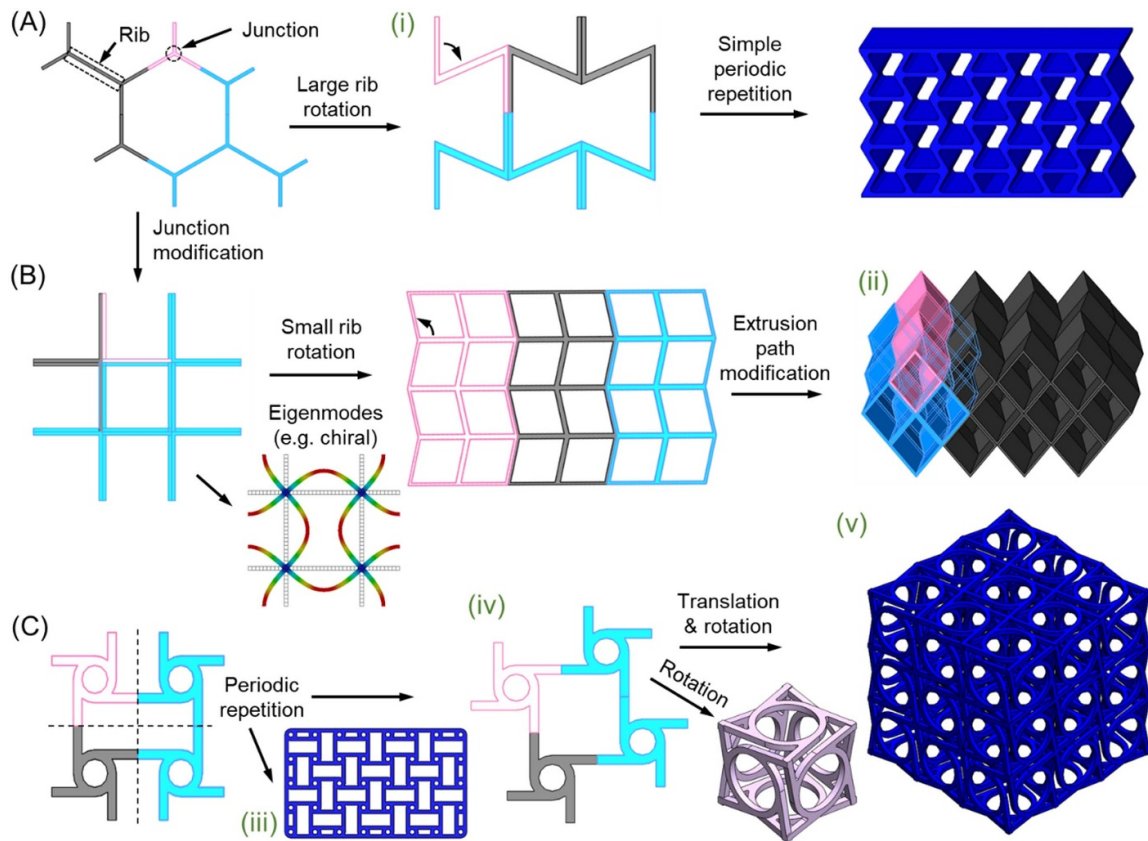 (A)
Rib
Junction
(i)
Large rib
rotation
Simple
periodic
repetition
Junction
modification
(B)
Small rib
rotation
Eigenmodes
(e.g. chiral)
Extrusion
path
modification
(ii)
(C)
Periodic
repetition
(iii)
(iv)
Translation
& rotation
Rotation
(v)